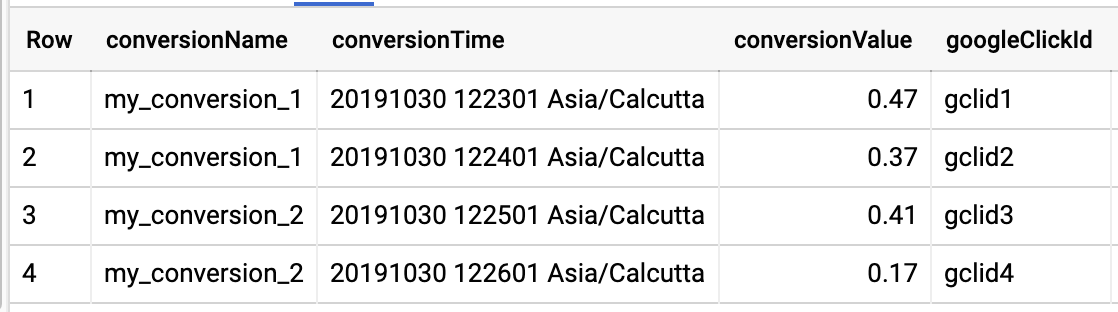 Row conversionName conversionTime conversionValue googleClickId
1 my_conversion_1 20191030 122301 Asia/Calcutta 0.47 gclid1
2 my_conversion_1 20191030 122401 Asia/Calcutta 0.37 gclid2
3 my_conversion_2 20191030 122501 Asia/Calcutta 0.41 gclid3
4 my_conversion_2 20191030 122601 Asia/Calcutta 0.17 gclid4